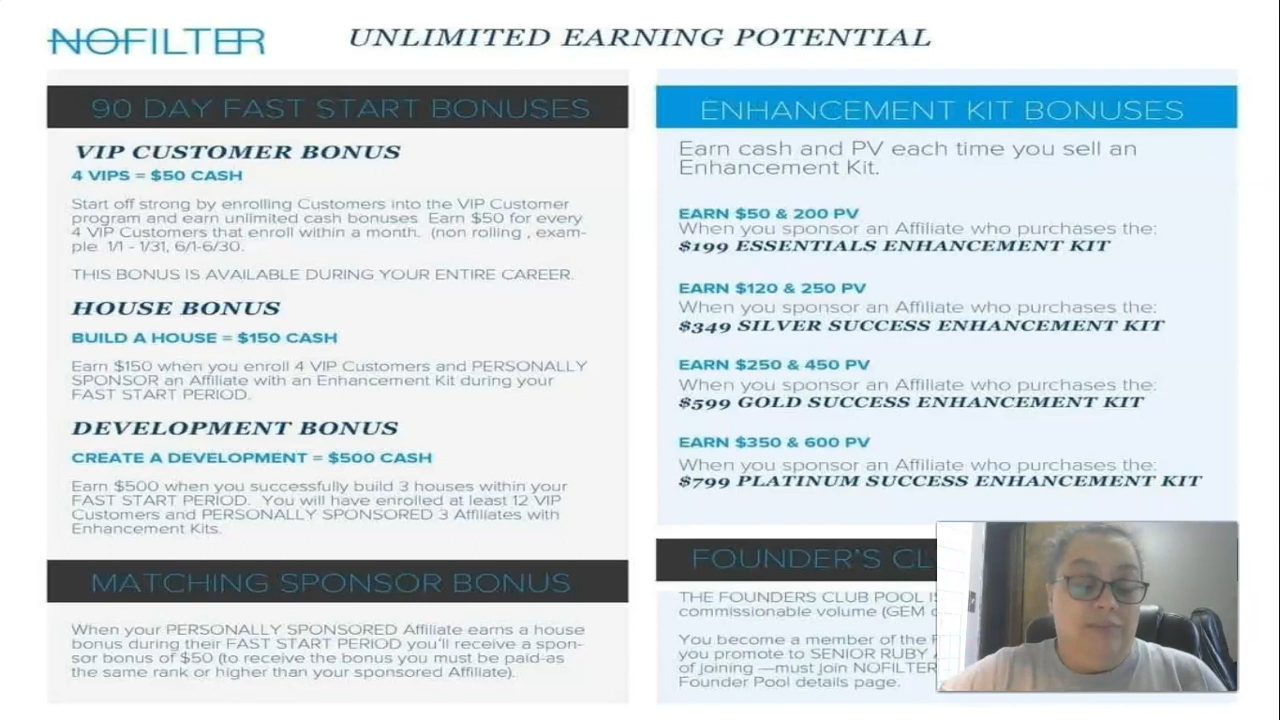 NOFILTER
UNLIMITED EARNING POTENTIAL
90 DAY FAST START BONUSES
VIP CUSTOMER BONUS
4 VIPS = $50 CASH
Start off strong by enrolling Customers into the VIP Customer
program and earn unlimited cash bonuses. Earn $50 for every
4 VIP Customers that enroll within a month. (non rolling , exam-
ple 1/1 - 1/31, 6/1-6/30.
THIS BONUS IS AVAILABLE DURING YOUR ENTIRE CAREER.
HOUSE BONUS
BUILD A HOUSE = $150 CASH
Earn $150 when you enroll 4 VIP Customers and PERSONALLY
SPONSOR an Affiliate with an Enhancement Kit during your
FAST START PERIOD.
DEVELOPMENT BONUS
CREATE A DEVELOPMENT = $500 CASH
Earn $500 when you successfully build 3 houses within your
FAST START PERIOD. You will have enrolled at least 12 VIP
Customers and PERSONALLY SPONSORED 3 Affiliates with
Enhancement Kits.
MATCHING SPONSOR BONUS
When your PERSONALLY SPONSORED Affiliate earns a house
bonus during their FAST START PERIOD you'll receive a spon-
sor bonus of $50 (to receive the bonus you must be paid-as
the same rank or higher than your sponsored Affiliate).
ENHANCEMENT KIT BONUSES
Earn cash and PV each time you sell an
Enhancement Kit.
EARN $50 & 200 PV
When you sponsor an Affiliate who purchases the:
$199 ESSENTIALS ENHANCEMENT KIT
EARN $120 & 250 PV
When you sponsor an Affiliate who purchases the:
$349 SILVER SUCCESS ENHANCEMENT KIT
EARN $250 & 450 PV
When you sponsor an Affiliate who purchases the:
$599 GOLD SUCCESS ENHANCEMENT KIT
EARN $350 & 600 PV
When you sponsor an Affiliate who purchases the:
$799 PLATINUM SUCCESS ENHANCEMENT KIT
FOUNDER'S
THE FOUNDERS CLUB POOL
commissionable volume (GEM
You become a member of the
you promote to SENIOR RUBY
of joining —must join NOFILTER
Founder Pool details page.